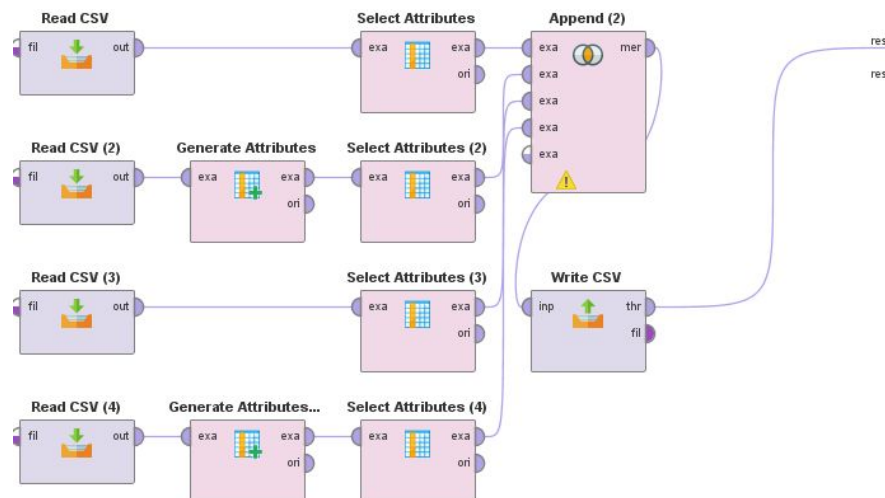 Read CSV
fil
out
Select Attributes
exa
exa
ori
Append (2)
exa
mer
exa
exa
exa
exa
res
res
Read CSV (2)
fil
out
Generate Attributes
exa
exa
ori
Select Attributes (2)
exa
exa
ori
Read CSV (3)
fil
out
Select Attributes (3)
exa
exa
ori
Write CSV
inp
thr
fil
Read CSV (4)
fil
out
Generate Attributes...
exa
exa
ori
Select Attributes (4)
exa
exa
ori